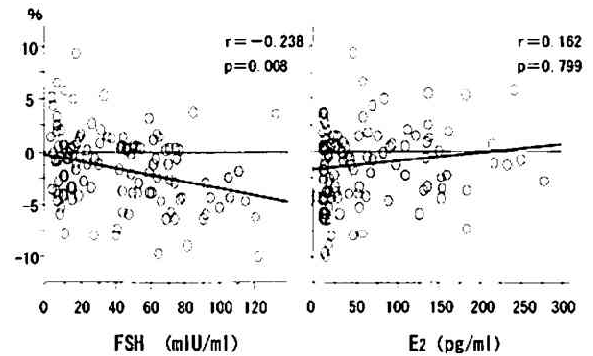 %
r=-0.238
p=0.008
r=0.162
p=0.799
10
5
0
-5
-10
0 20 40 60 80 100 120
0 50 100 150 200 250 300
FSH (mIU/ml)
E2 (pg/ml)